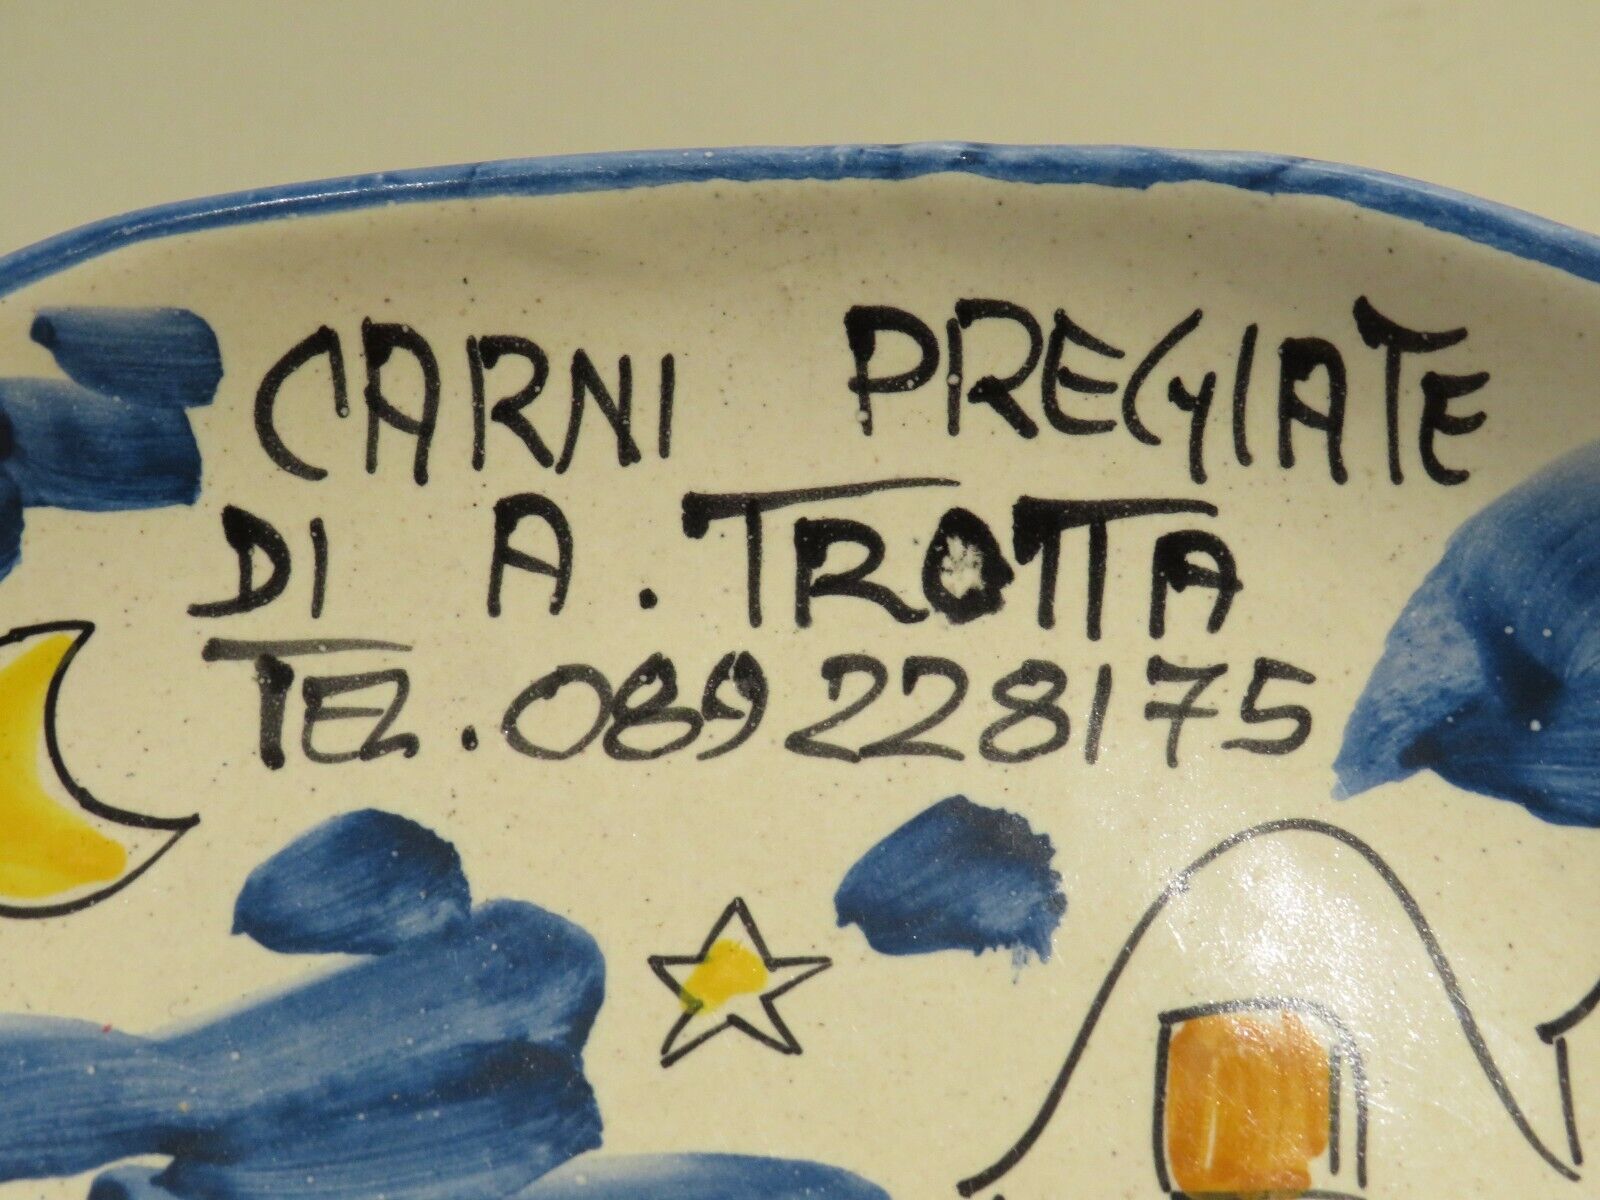 CARNI PREGIATE
DI A. TROTTA
TEL. 089 228175